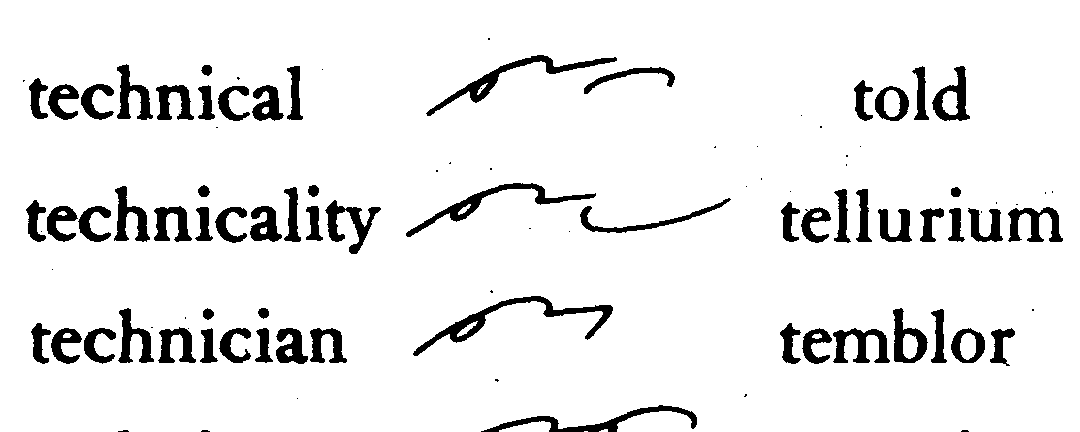 technical told
technicality tellurium
technician temblor